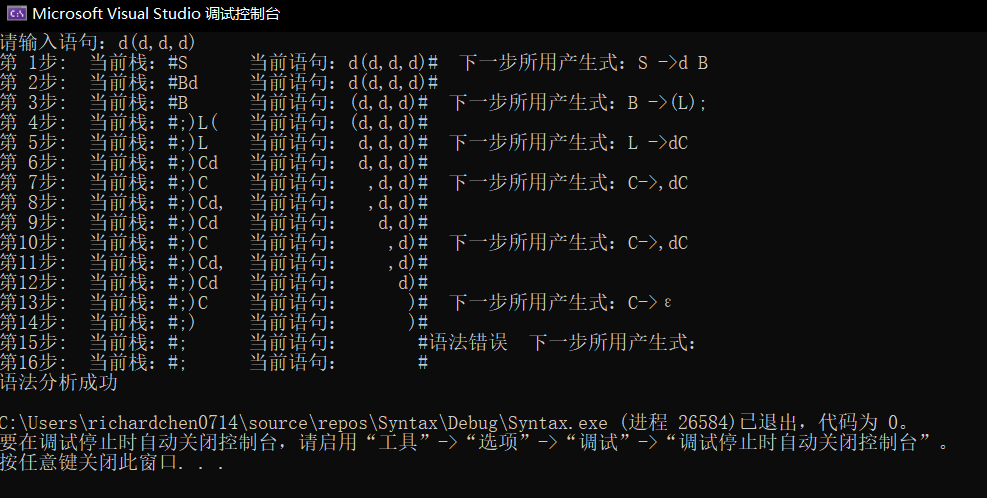 Microsoft Visual Studio 调试控制台
请输入语句：d(d,d,d)
第 1步:  当前栈：#S      当前语句：d(d,d,d)#  下一步所用产生式：S ->d B
第 2步:  当前栈：#Bd     当前语句：d(d,d,d)#
第 3步:  当前栈：#B      当前语句： (d,d,d)#  下一步所用产生式：B ->(L);
第 4步:  当前栈：#;)L(   当前语句： (d,d,d)#
第 5步:  当前栈：#;)L    当前语句：  d,d,d)#  下一步所用产生式：L ->dC
第 6步:  当前栈：#;)Cd   当前语句：  d,d,d)#
第 7步:  当前栈：#;)C    当前语句：   ,d,d)#  下一步所用产生式：C->,dC
第 8步:  当前栈：#;)Cd,  当前语句：   ,d,d)#
第 9步:  当前栈：#;)Cd   当前语句：    d,d)#
第10步:  当前栈：#;)C    当前语句：     ,d)#  下一步所用产生式：C->,dC
第11步:  当前栈：#;)Cd,  当前语句：     ,d)#
第12步:  当前栈：#;)Cd   当前语句：      d)#
第13步:  当前栈：#;)C    当前语句：       )#  下一步所用产生式：C->ε
第14步:  当前栈：#;)     当前语句：       )#
第15步:  当前栈：#;      当前语句：        #语法错误  下一步所用产生式：
第16步:  当前栈：#;      当前语句：        #
语法分析成功
C:\Users\richardchen0714\source\repos\Syntax\Debug\Syntax.exe (进程 26584)已退出，代码为 0。
要在调试停止时自动关闭控制台，请启用“工具”->“选项”->“调试”->“调试停止时自动关闭控制台”。
按任意键关闭此窗口. . .